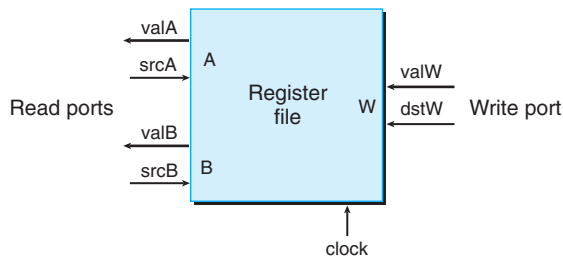 valA
srcA
A
Read ports
valB
srcB
B
Register
file
W
valW
dstW
Write port
clock